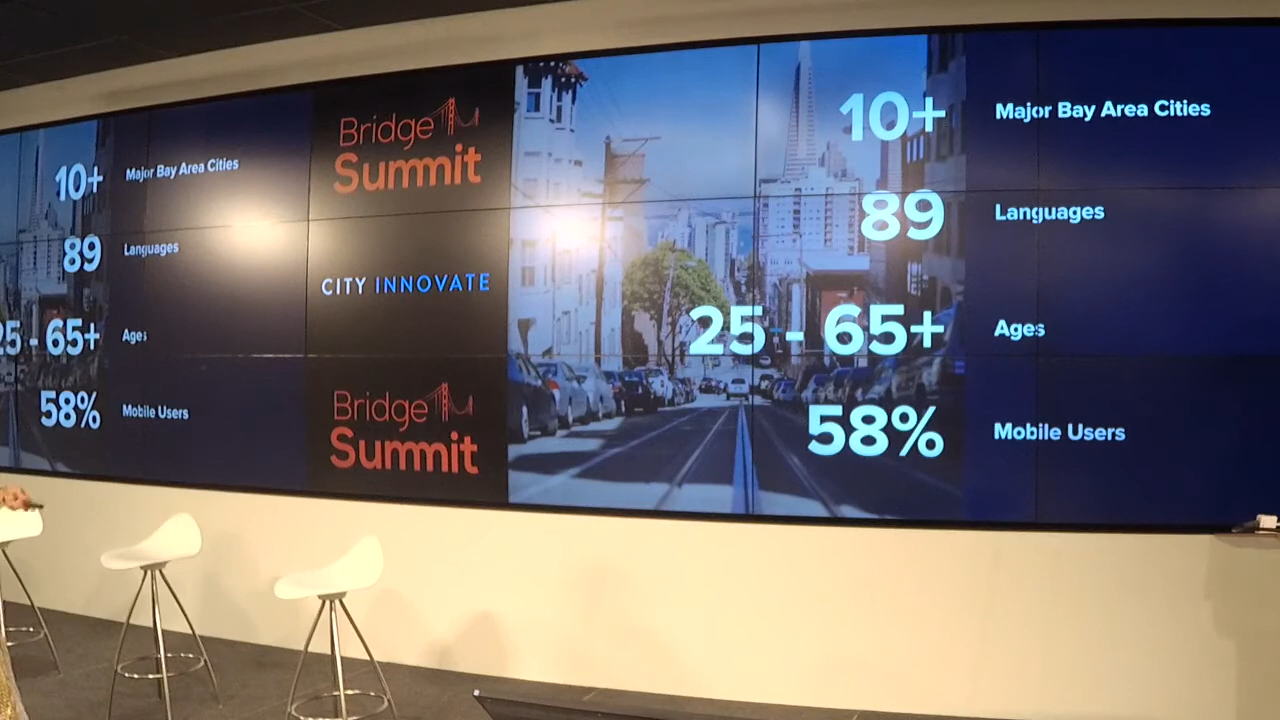 10+ Major Bay Area Cities
89 Languages
25 - 65+ Ages
58% Mobile Users
Bridge
Summit
CITY INNOVATE
Bridge
Summit
10+ Major Bay Area Cities
89 Languages
25 - 65+ Ages
58% Mobile Users